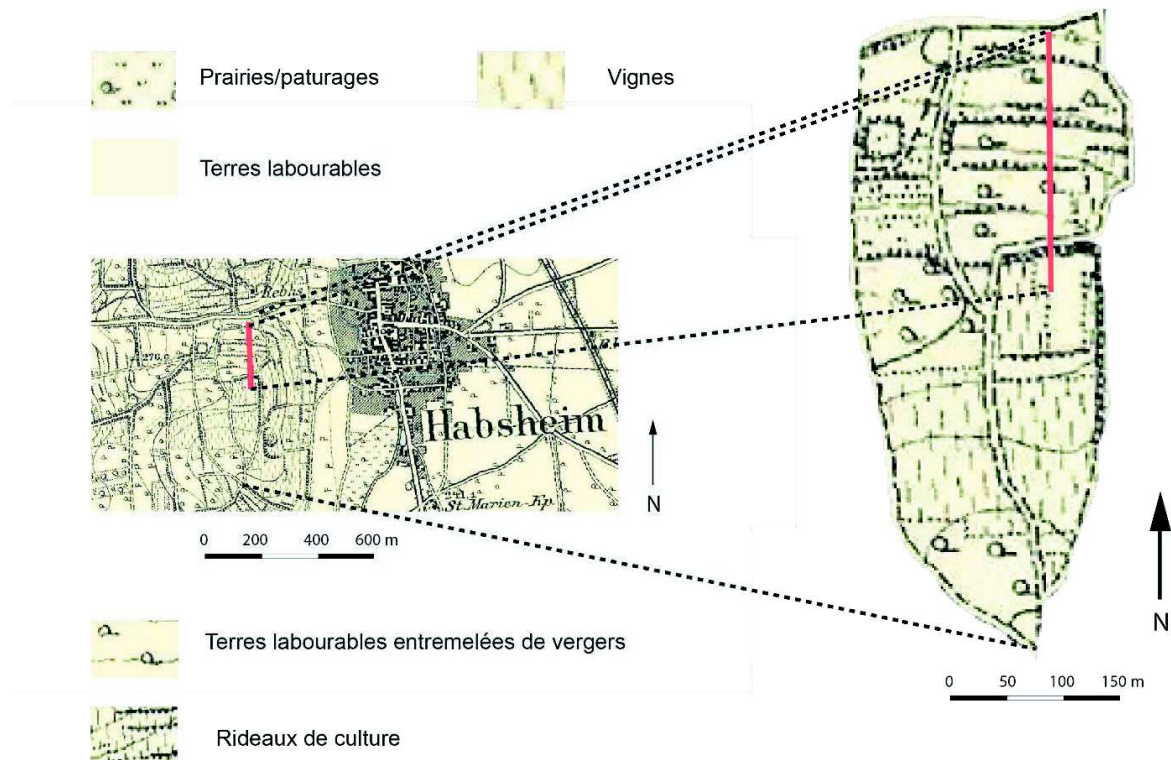 Prairies/paturages
Vignes
Terres labourables
Habsheim
St. Marien-Kp.
N
0 200 400 600 m
N
0 50 100 150 m
Terres labourables entremelées de vergers
Rideaux de culture